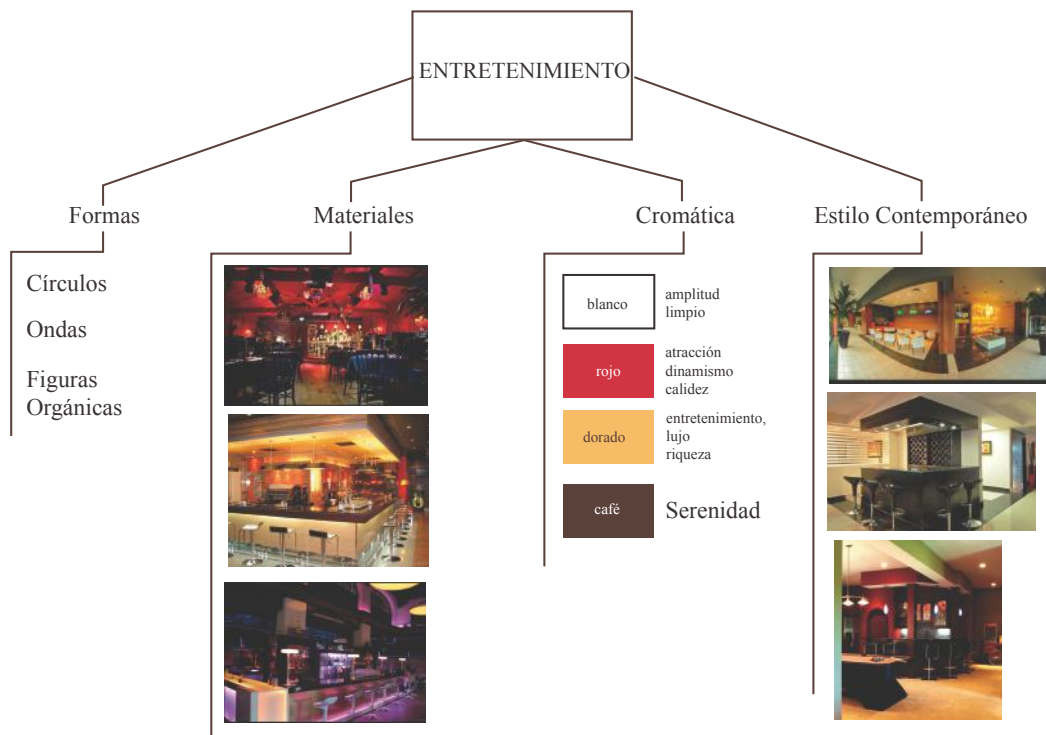 ENTRETENIMIENTO
Formas
Materiales
Cromática
Estilo Contemporáneo
Círculos
Ondas
Figuras
Orgánicas
blanco
amplitud
limpio
rojo
atracción
dinamismo
calidez
dorado
entretenimiento,
lujo
riqueza
café
Serenidad